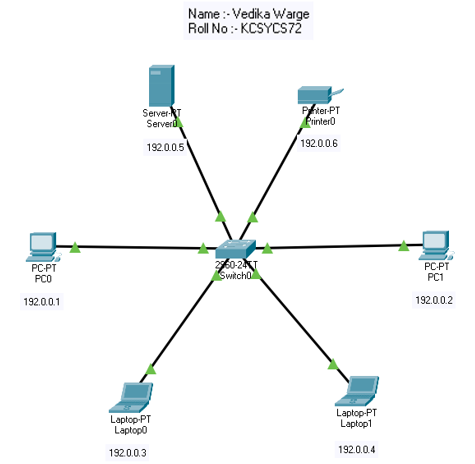 Name :- Vedika Warge
Roll No :- KCSYCS72
Server-PT
Server0
192.0.0.5
Printer-PT
Printer0
192.0.0.6
2960-24TT
Switch0
PC-PT
PC0
192.0.0.1
PC-PT
PC1
192.0.0.2
Laptop-PT
Laptop0
192.0.0.3
Laptop-PT
Laptop1
192.0.0.4